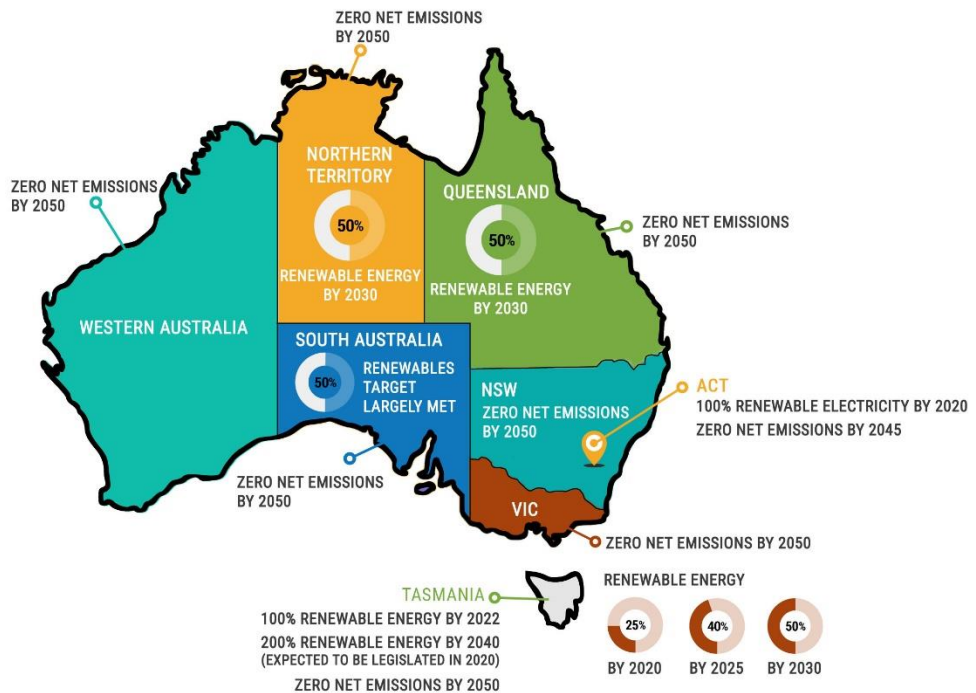 ZERO NET EMISSIONS
BY 2050
NORTHERN
TERRITORY
50%
RENEWABLE ENERGY
BY 2030
ZERO NET EMISSIONS
BY 2050
WESTERN AUSTRALIA
QUEENSLAND
50%
RENEWABLE ENERGY
BY 2030
ZERO NET EMISSIONS
BY 2050
SOUTH AUSTRALIA
50%
RENEWABLES
TARGET
LARGELY MET
ZERO NET EMISSIONS
BY 2050
NSW
ZERO NET EMISSIONS
BY 2050
ACT
100% RENEWABLE ELECTRICITY BY 2020
ZERO NET EMISSIONS BY 2045
VIC
ZERO NET EMISSIONS BY 2050
RENEWABLE ENERGY
25%
40%
50%
BY 2020
BY 2025
BY 2030
TASMANIA
100% RENEWABLE ENERGY BY 2022
200% RENEWABLE ENERGY BY 2040
(EXPECTED TO BE LEGISLATED IN 2020)
ZERO NET EMISSIONS BY 2050